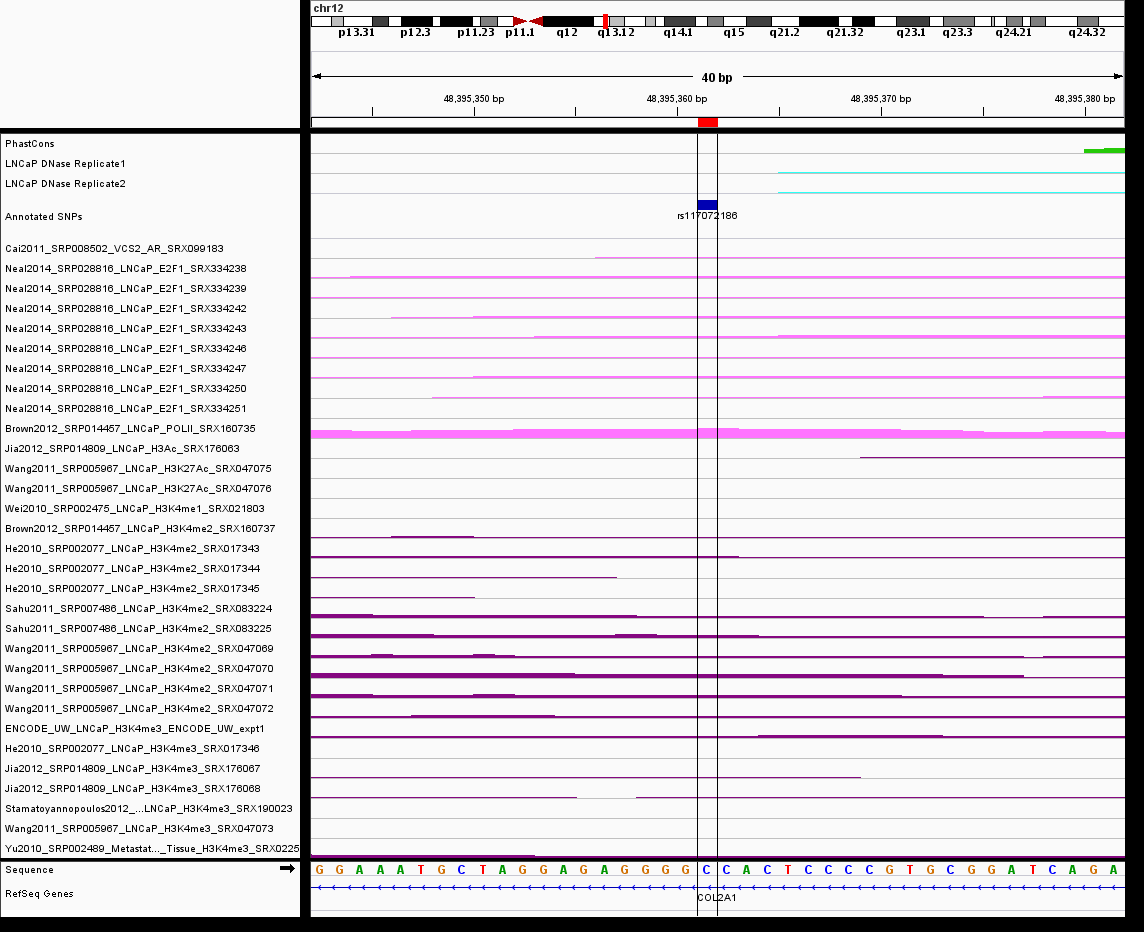 chr12
p13.31 p12.3 p11.23 p11.1 q12 q13.12 q14.1 q15 q21.2 q21.32 q23.1 q23.3 q24.21 q24.32
40 bp
48,395,350 bp 48,395,360 bp 48,395,370 bp 48,395,380 bp
PhastCons
LNCaP DNase Replicate1
LNCaP DNase Replicate2
Annotated SNPs
rs117072186
Cai2011_SRP008502_VCS2_AR_SRX099183
Neal2014_SRP028816_LNCaP_E2F1_SRX334238
Neal2014_SRP028816_LNCaP_E2F1_SRX334239
Neal2014_SRP028816_LNCaP_E2F1_SRX334242
Neal2014_SRP028816_LNCaP_E2F1_SRX334243
Neal2014_SRP028816_LNCaP_E2F1_SRX334246
Neal2014_SRP028816_LNCaP_E2F1_SRX334247
Neal2014_SRP028816_LNCaP_E2F1_SRX334250
Neal2014_SRP028816_LNCaP_E2F1_SRX334251
Brown2012_SRP014457_LNCaP_POLII_SRX160735
Jia2012_SRP014809_LNCaP_H3Ac_SRX176063
Wang2011_SRP005967_LNCaP_H3K27Ac_SRX047075
Wang2011_SRP005967_LNCaP_H3K27Ac_SRX047076
Wei2010_SRP002475_LNCaP_H3K4me1_SRX021803
Brown2012_SRP014457_LNCaP_H3K4me2_SRX160737
He2010_SRP002077_LNCaP_H3K4me2_SRX017343
He2010_SRP002077_LNCaP_H3K4me2_SRX017344
He2010_SRP002077_LNCaP_H3K4me2_SRX017345
Sahu2011_SRP007486_LNCaP_H3K4me2_SRX083224
Sahu2011_SRP007486_LNCaP_H3K4me2_SRX083225
Wang2011_SRP005967_LNCaP_H3K4me2_SRX047069
Wang2011_SRP005967_LNCaP_H3K4me2_SRX047070
Wang2011_SRP005967_LNCaP_H3K4me2_SRX047071
Wang2011_SRP005967_LNCaP_H3K4me2_SRX047072
ENCODE_UW_LNCaP_H3K4me3_ENCODE_UW_expt1
He2010_SRP002077_LNCaP_H3K4me3_SRX017346
Jia2012_SRP014809_LNCaP_H3K4me3_SRX176067
Jia2012_SRP014809_LNCaP_H3K4me3_SRX176068
Stamatoyannopoulos2012_...LNCaP_H3K4me3_SRX190023
Wang2011_SRP005967_LNCaP_H3K4me3_SRX047073
Yu2010_SRP002489_Metastat..._Tissue_H3K4me3_SRX0225
Sequence G G A A A T G C T A G G A G A G G G G C C A C T C C C C G T G C G G A T C A G A
RefSeq Genes
COL2A1